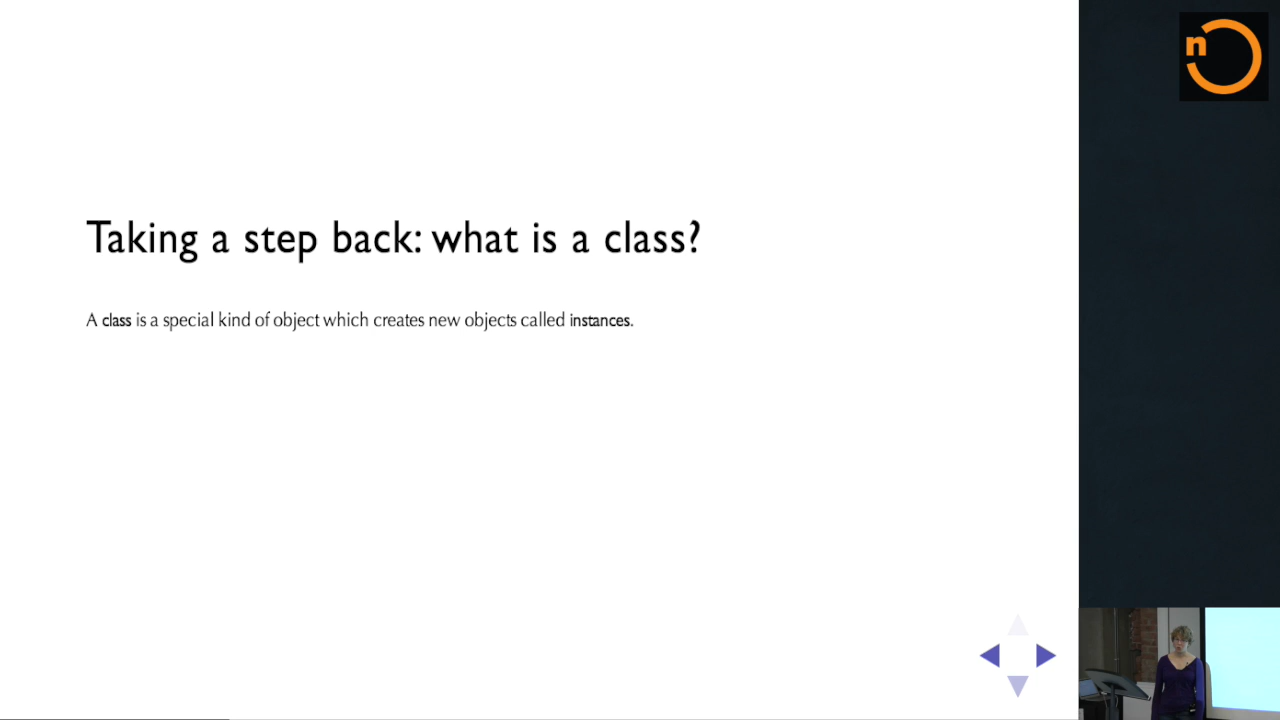 n
Taking a step back: what is a class?
A class is a special kind of object which creates new objects called instances.